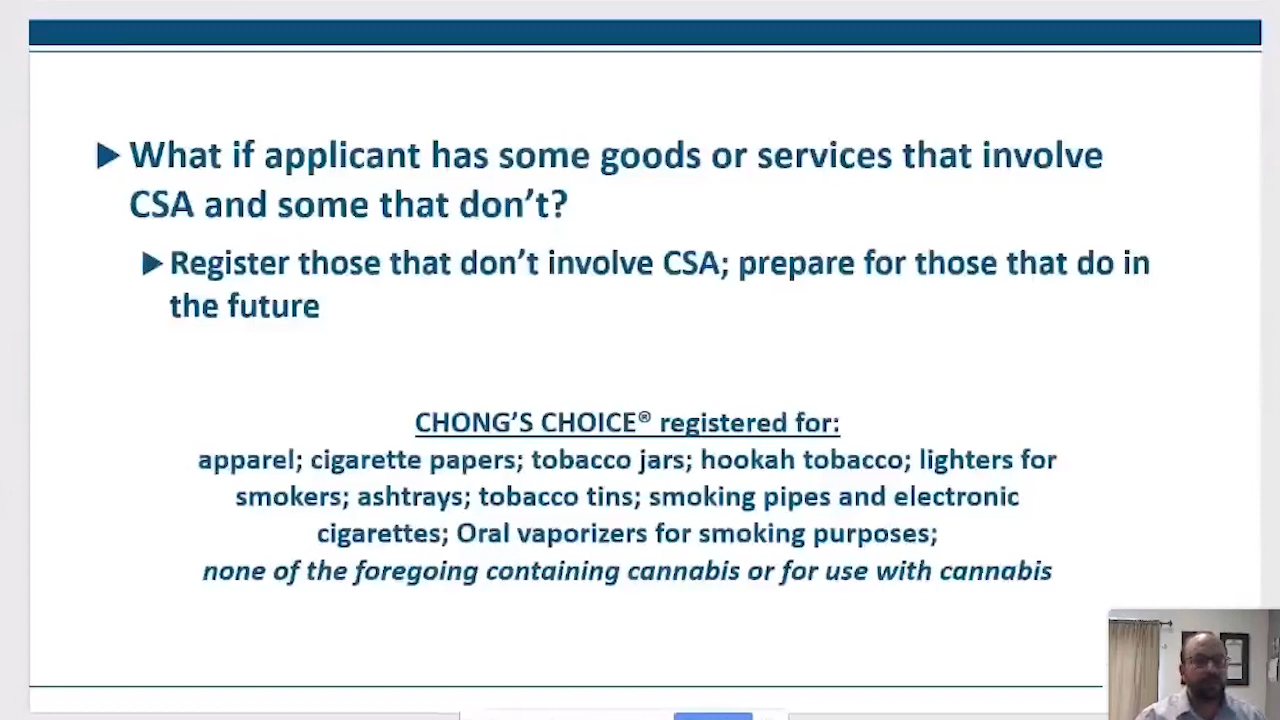 What if applicant has some goods or services that involve
CSA and some that don't?
Register those that don't involve CSA; prepare for those that do in
the future
CHONG'S CHOICE® registered for:
apparel; cigarette papers; tobacco jars; hookah tobacco; lighters for
smokers; ashtrays; tobacco tins; smoking pipes and electronic
cigarettes; Oral vaporizers for smoking purposes;
none of the foregoing containing cannabis or for use with cannabis